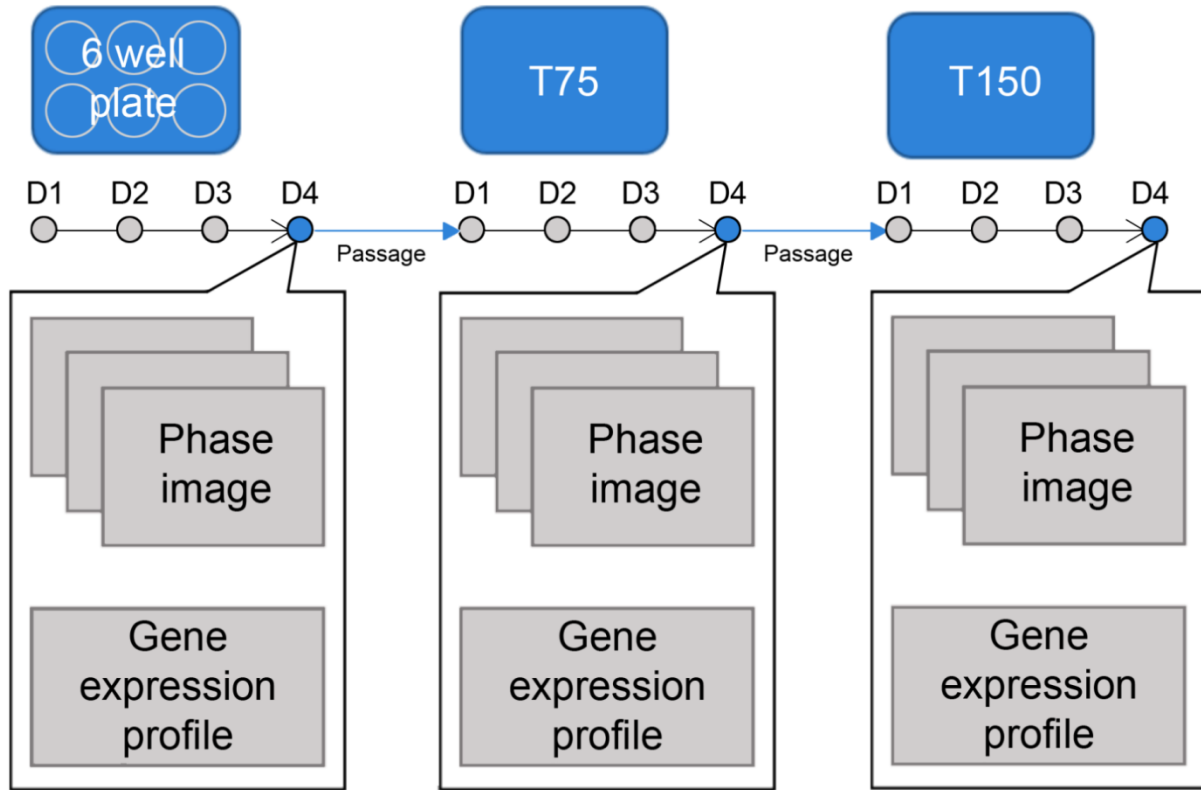 6 well
plate
T75
T150
D1 D2 D3 D4 D1 D2 D3 D4 D1 D2 D3 D4
Passage Passage
Phase
image
Phase
image
Phase
image
Gene
expression
profile
Gene
expression
profile
Gene
expression
profile